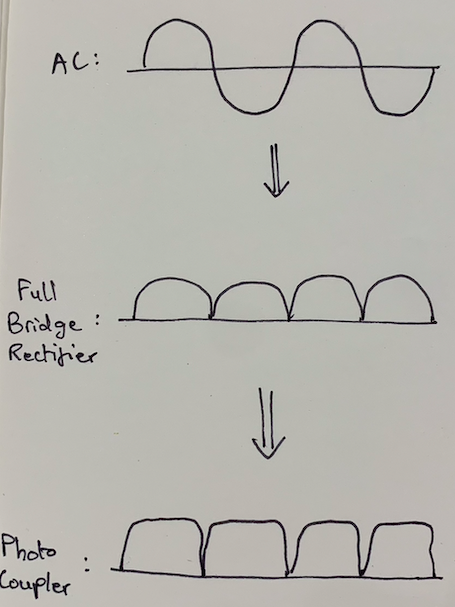 AC:
Full
Bridge :
Rectifier
Photo
Coupler :